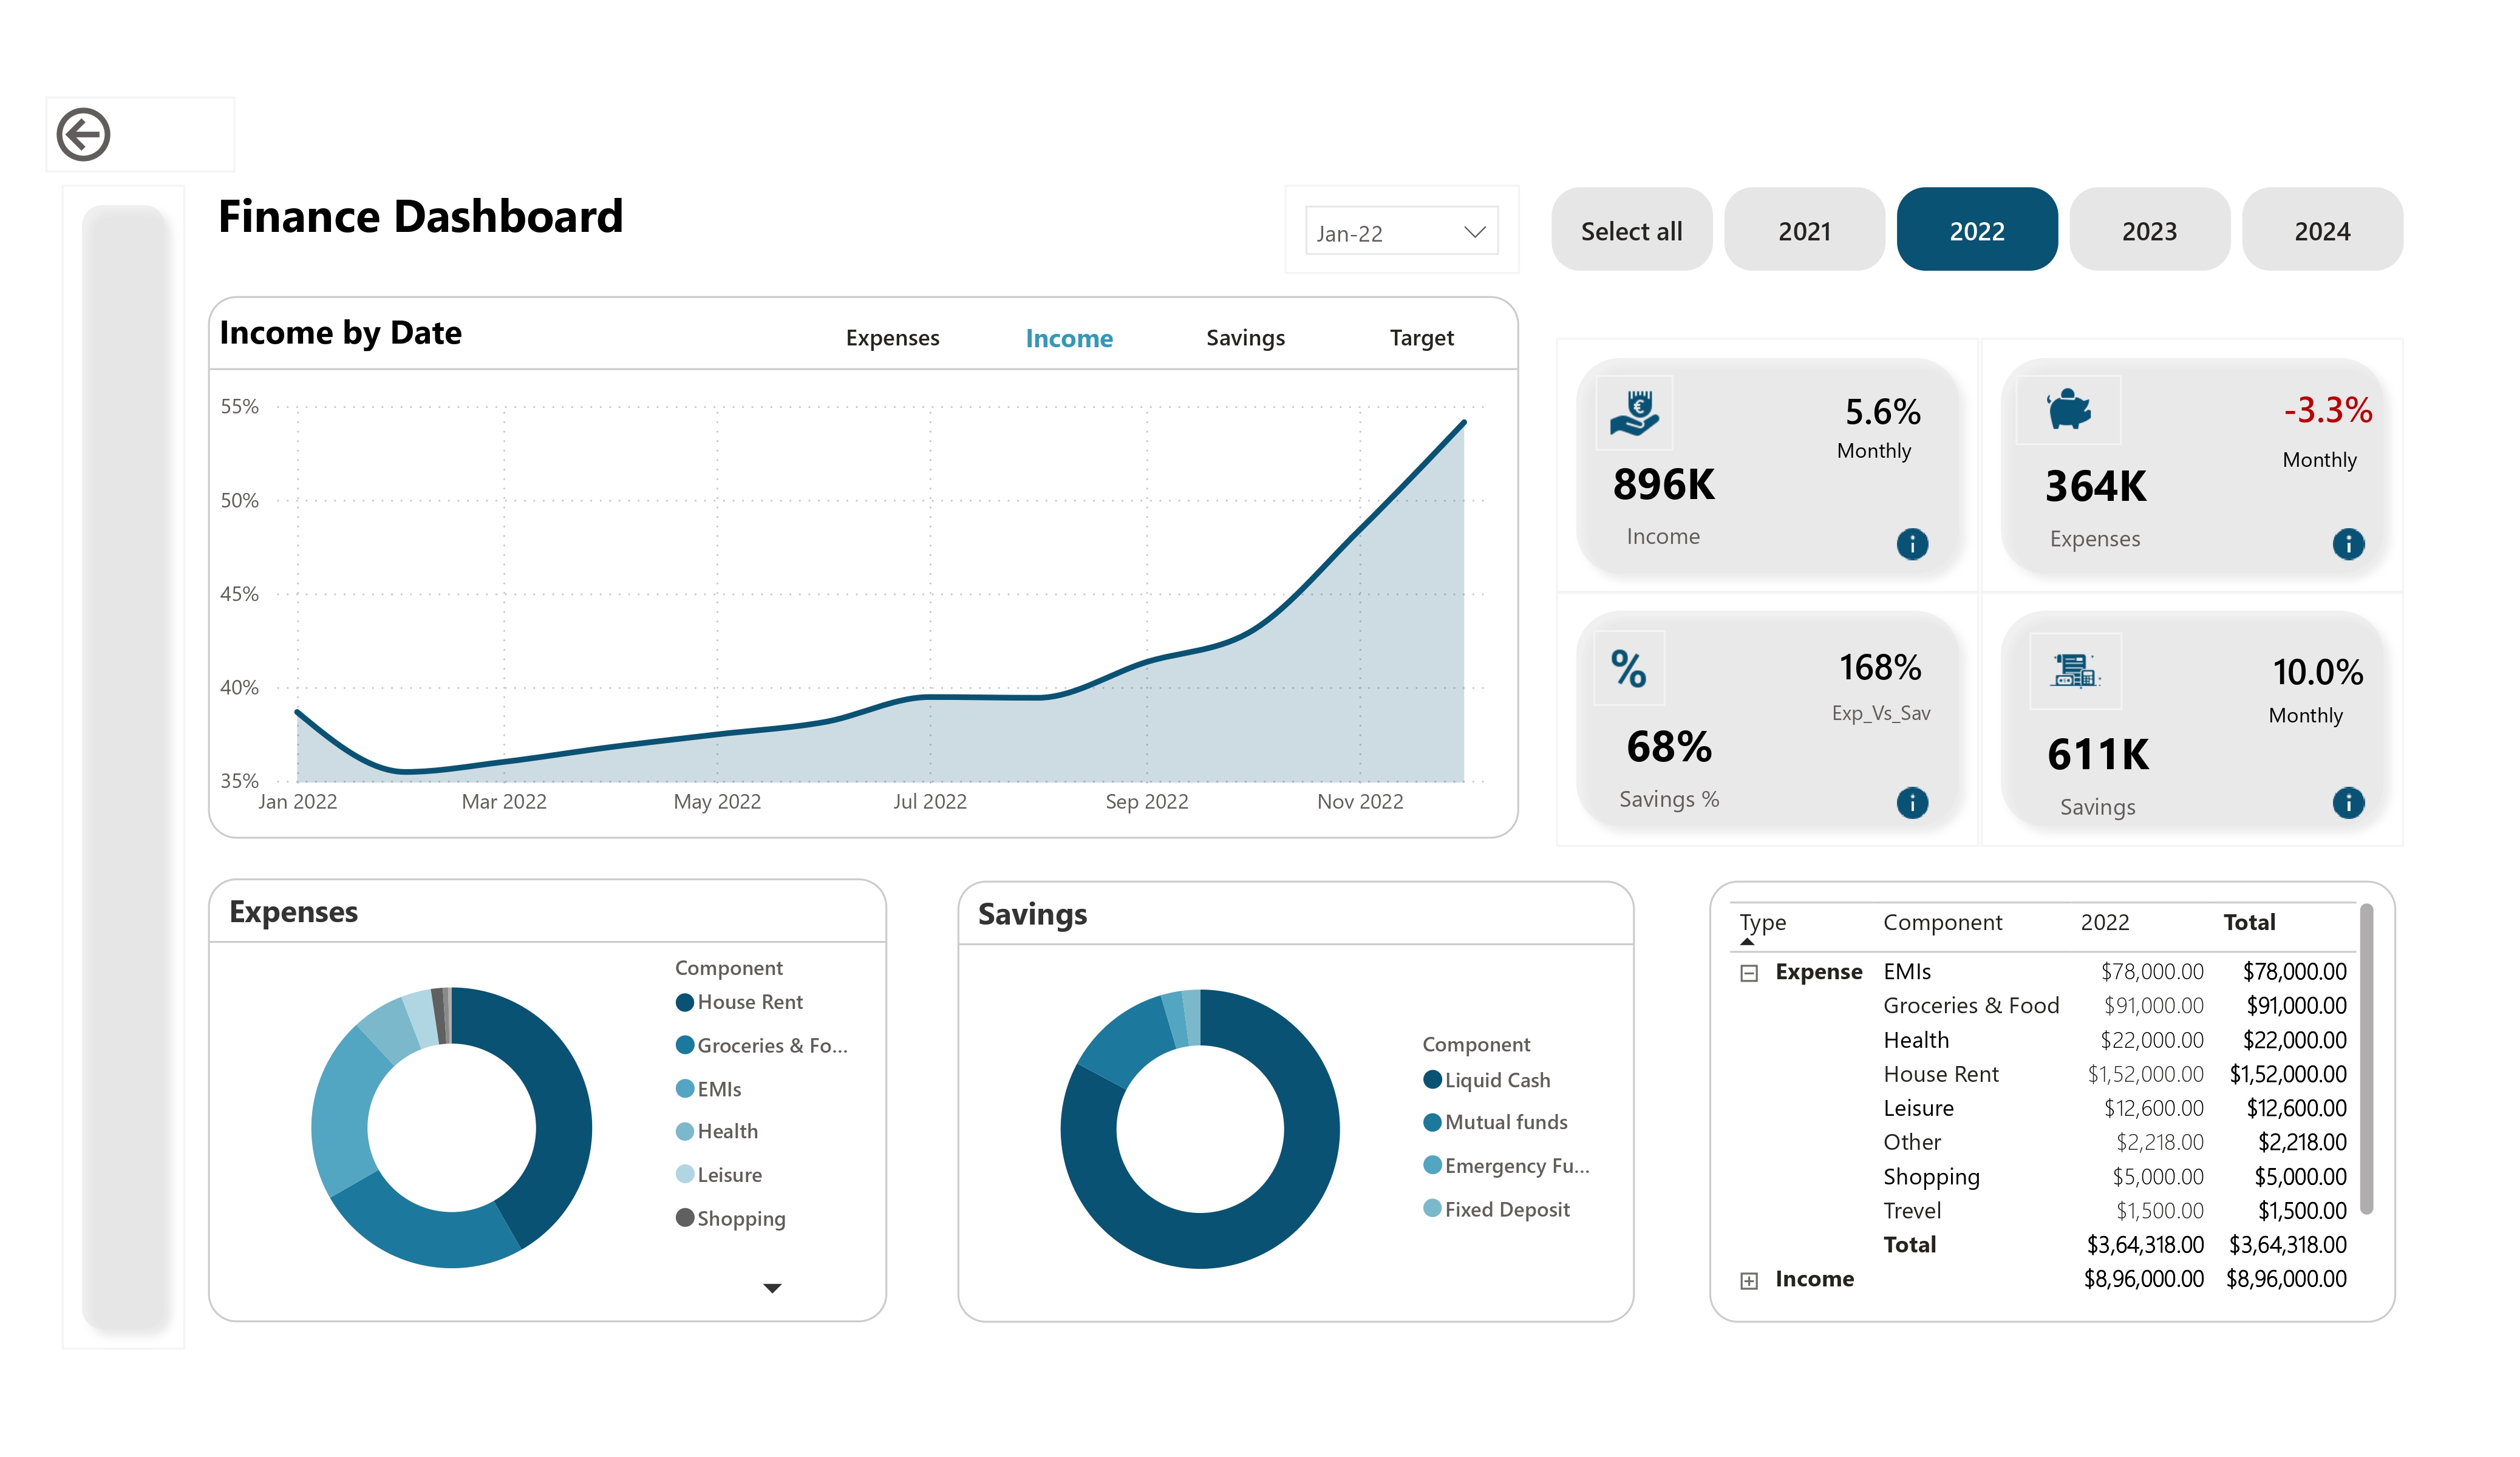 Finance Dashboard
Jan-22
Select all
2021
2022
2023
2024
Income by Date
Expenses
Income
Savings
Target
55%
50%
45%
40%
35%
Jan 2022
Mar 2022
May 2022
Jul 2022
Sep 2022
Nov 2022
5.6%
Monthly
896K
Income
-3.3%
Monthly
364K
Expenses
%
168%
Exp_Vs_Sav
68%
Savings %
10.0%
Monthly
611K
Savings
Expenses
Component
House Rent
Groceries & Fo...
EMIs
Health
Leisure
Shopping
Savings
Component
Liquid Cash
Mutual funds
Emergency Fu...
Fixed Deposit
Type Component 2022 Total
Expense EMIs $78,000.00 $78,000.00
Groceries & Food $91,000.00 $91,000.00
Health $22,000.00 $22,000.00
House Rent $1,52,000.00 $1,52,000.00
Leisure $12,600.00 $12,600.00
Other $2,218.00 $2,218.00
Shopping $5,000.00 $5,000.00
Trevel $1,500.00 $1,500.00
Total $3,64,318.00 $3,64,318.00
Income $8,96,000.00 $8,96,000.00